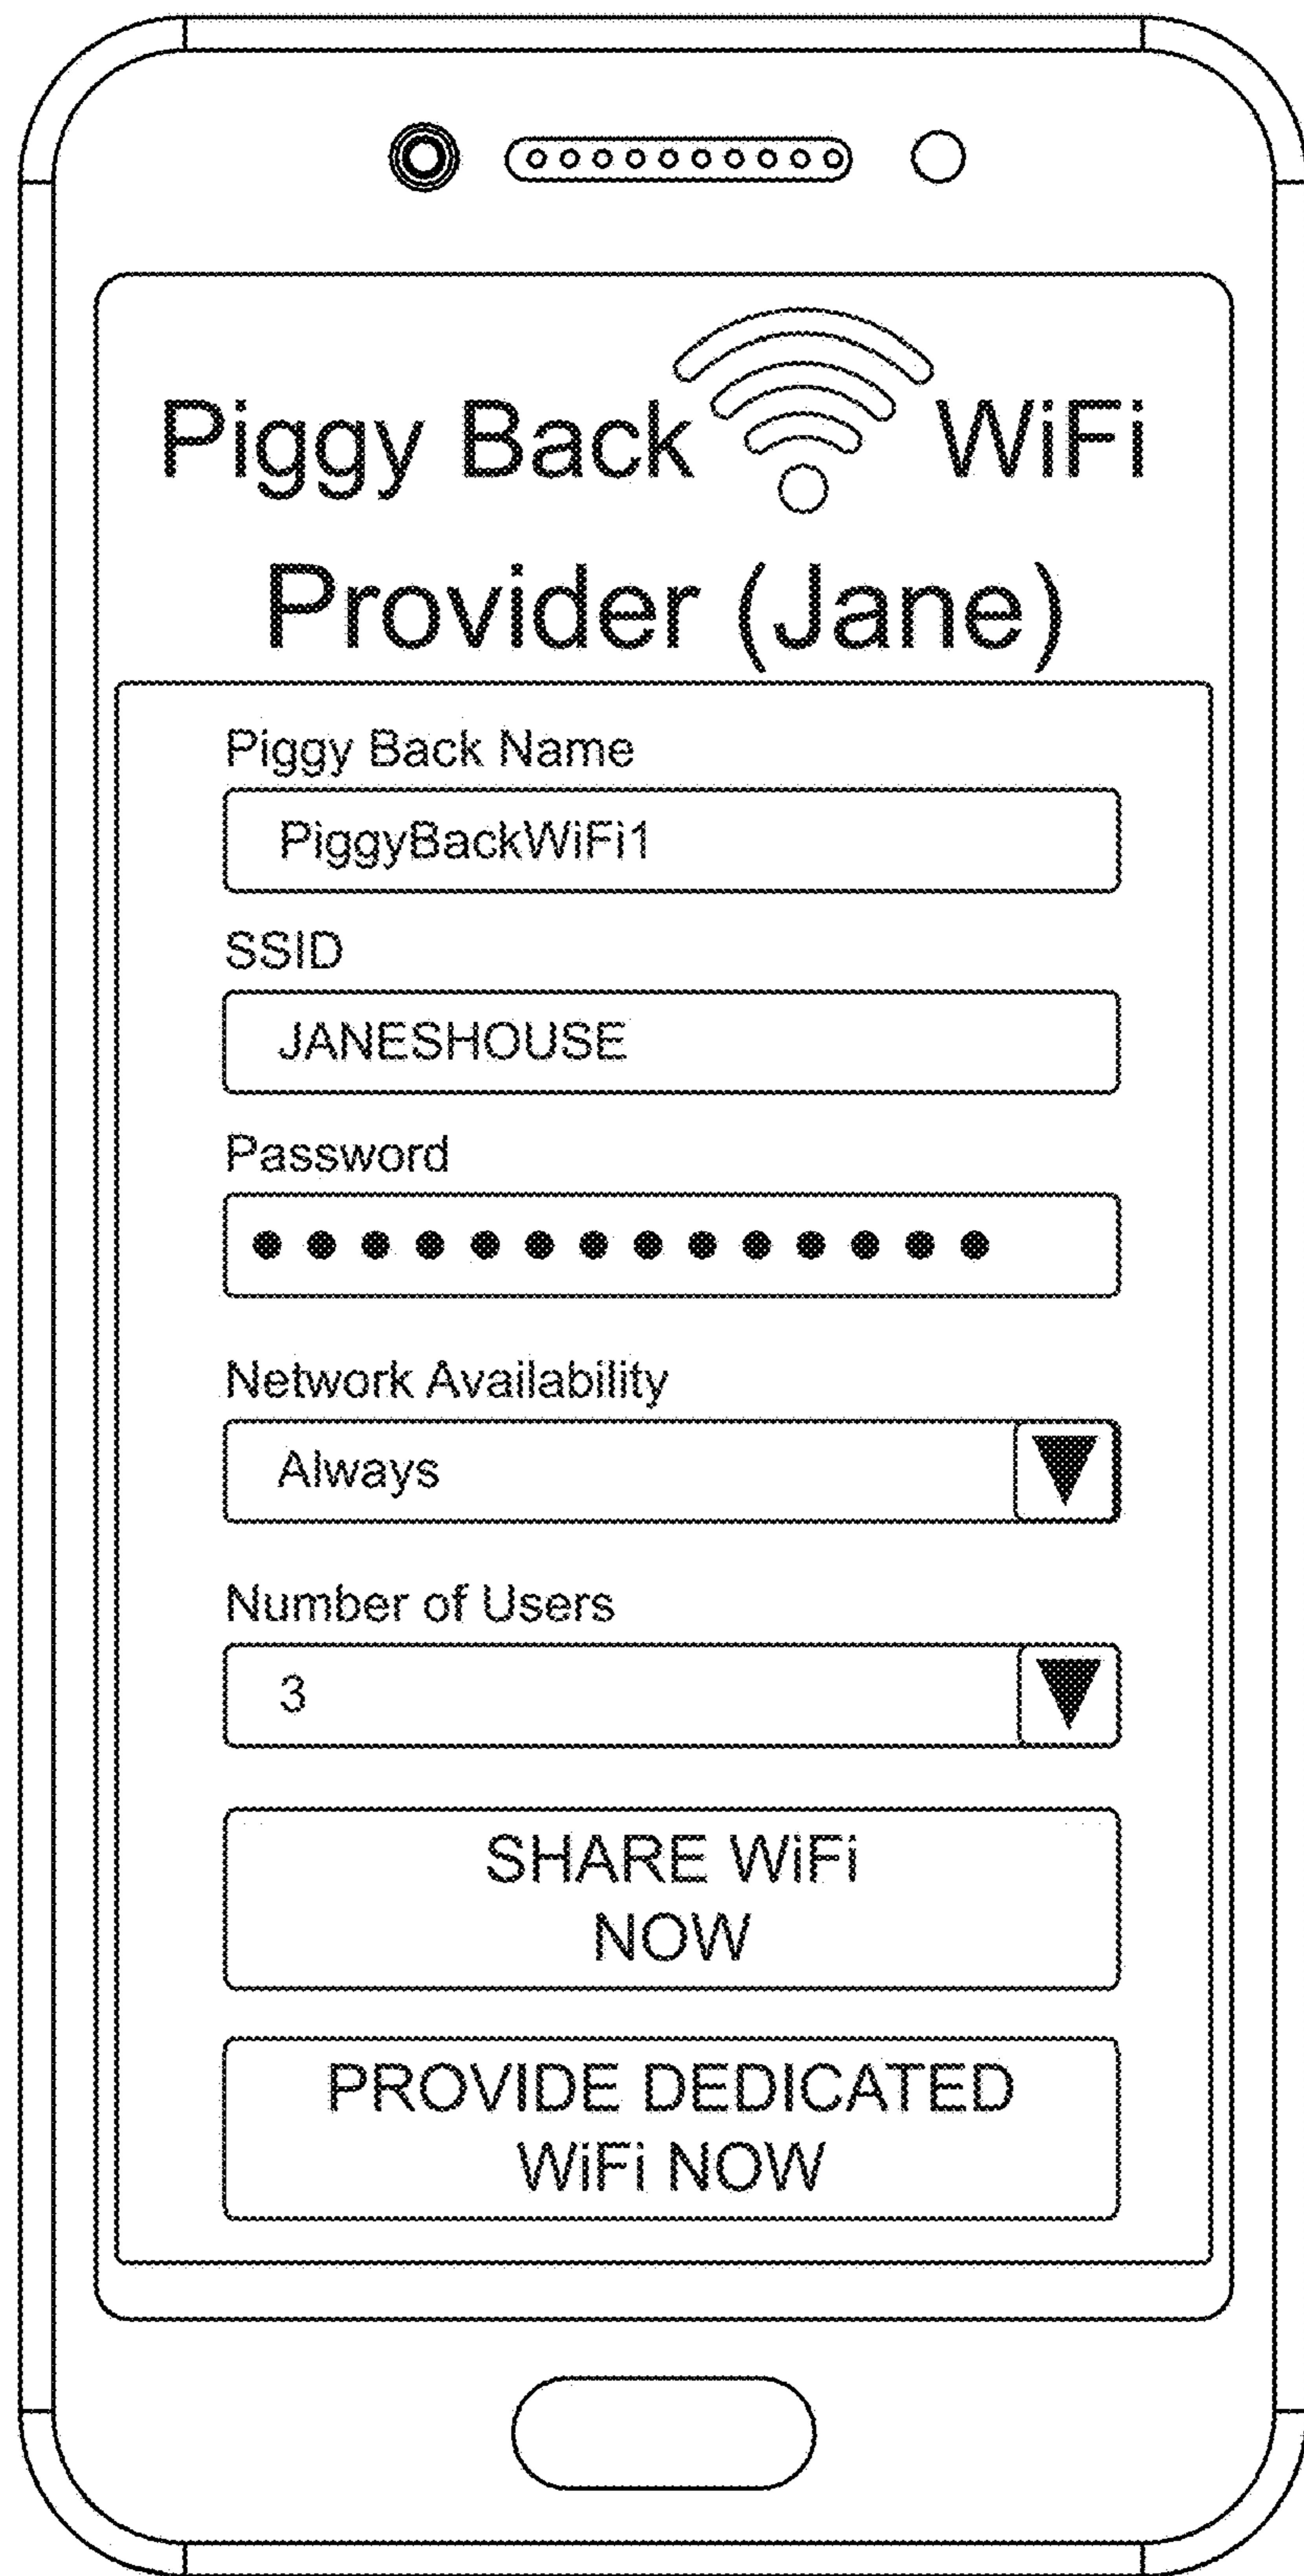 Piggy Back WiFi
Provider (Jane)
Piggy Back Name
PiggyBackWiFi1
SSID
JANESHOUSE
Password
●●●●●●●●●●●●●●
Network Availability
Always
Number of Users
3
SHARE WiFi
NOW
PROVIDE DEDICATED
WiFi NOW